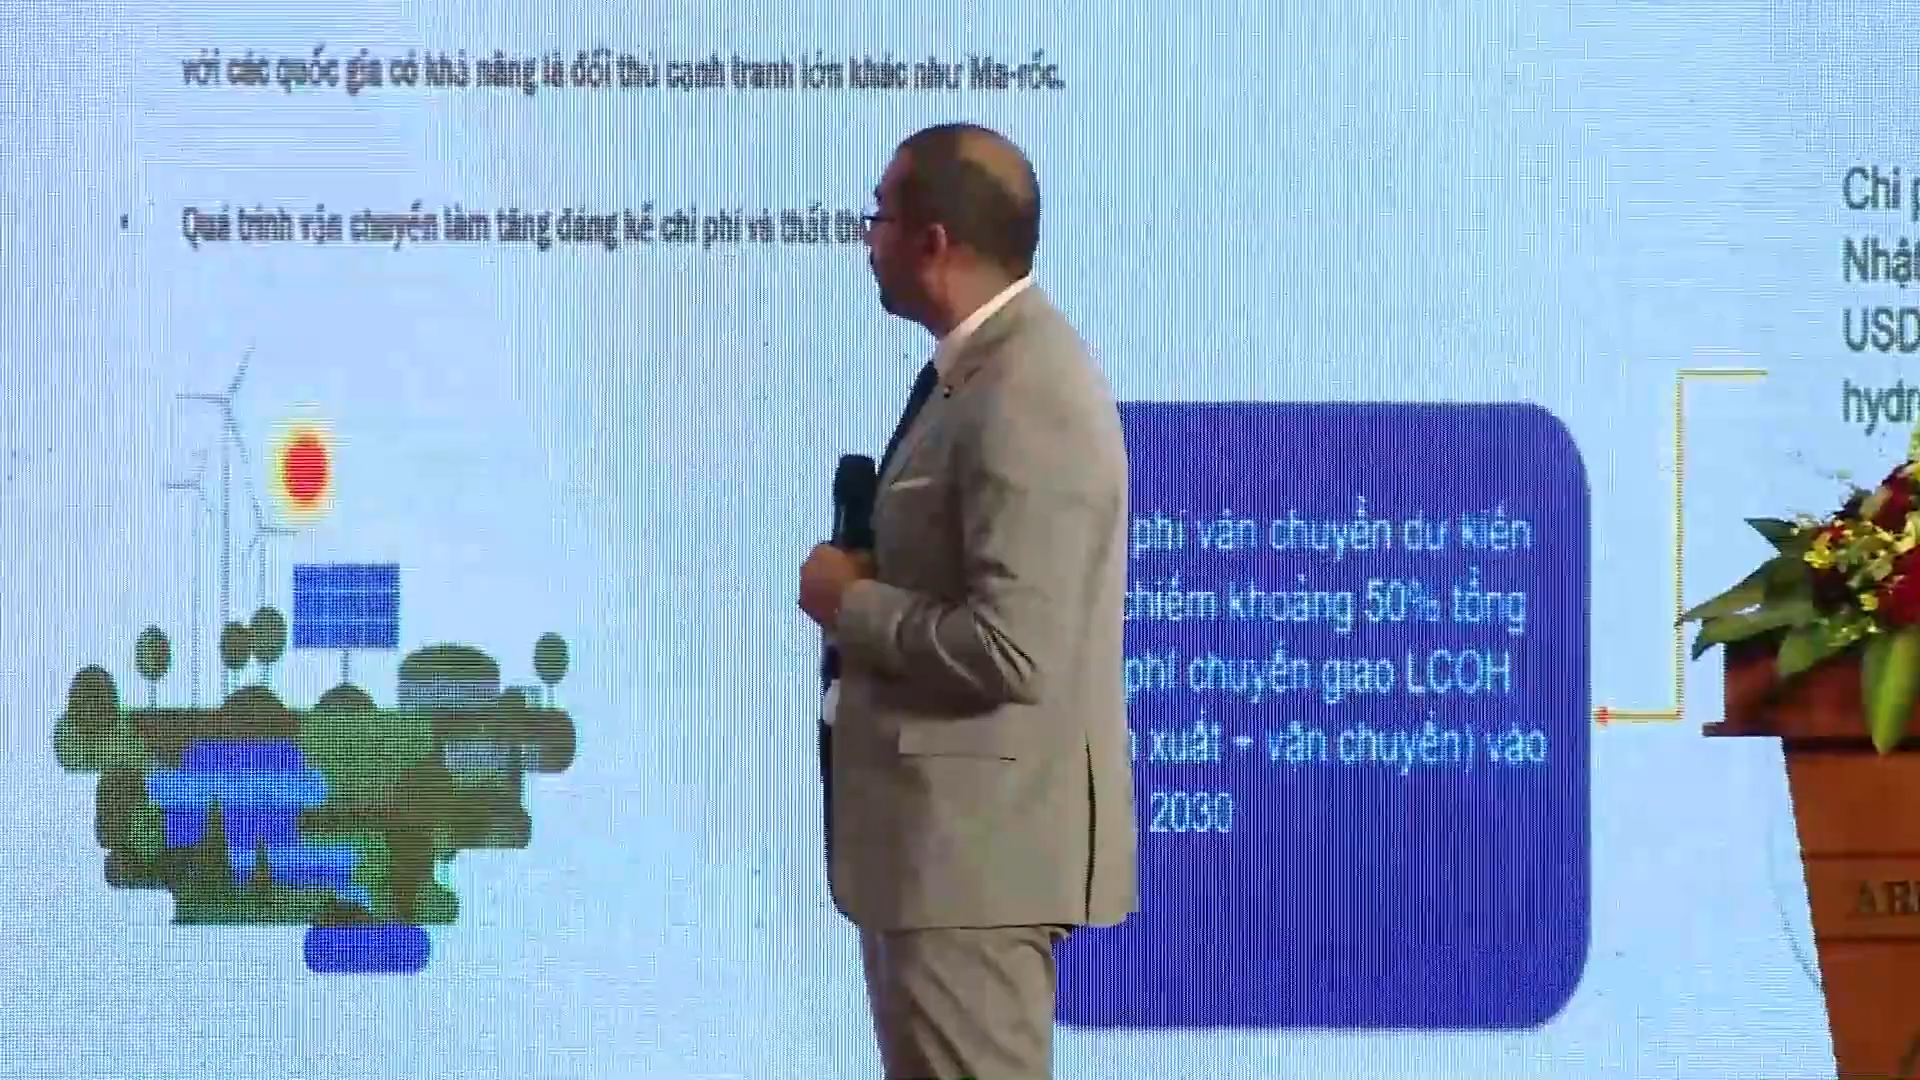 với các quốc gia có khả năng là đối thủ cạnh tranh lớn khác như Ma-rốc.
• Quá trình vận chuyển làm tăng đáng kể chi phí và thất
Chi
Nhật
USD
hydr
phí vận chuyển dự kiến
chiếm khoảng 50% tổng
phí chuyển giao LCOH
xuất + vận chuyển) vào
2030